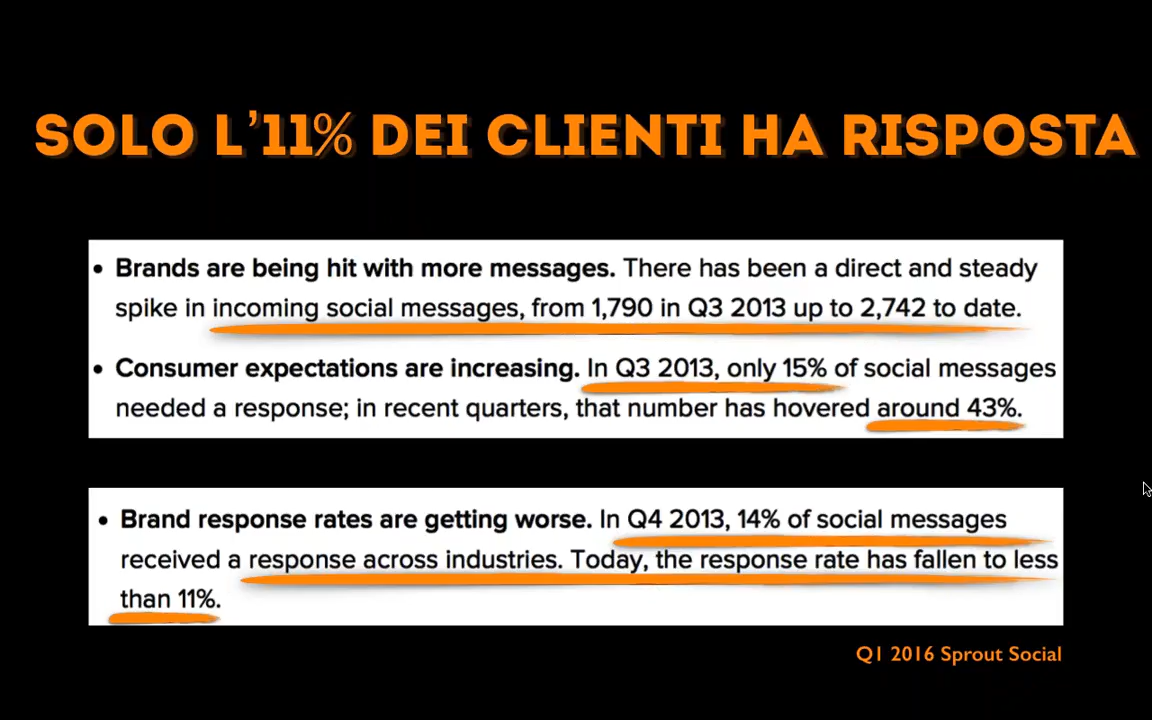 SOLO L'11% DEI CLIENTI HA RISPOSTA
• Brands are being hit with more messages. There has been a direct and steady
spike in incoming social messages, from 1,790 in Q3 2013 up to 2,742 to date.
• Consumer expectations are increasing. In Q3 2013, only 15% of social messages
needed a response; in recent quarters, that number has hovered around 43%.
• Brand response rates are getting worse. In Q4 2013, 14% of social messages
received a response across industries. Today, the response rate has fallen to less
than 11%.
Q1 2016 Sprout Social